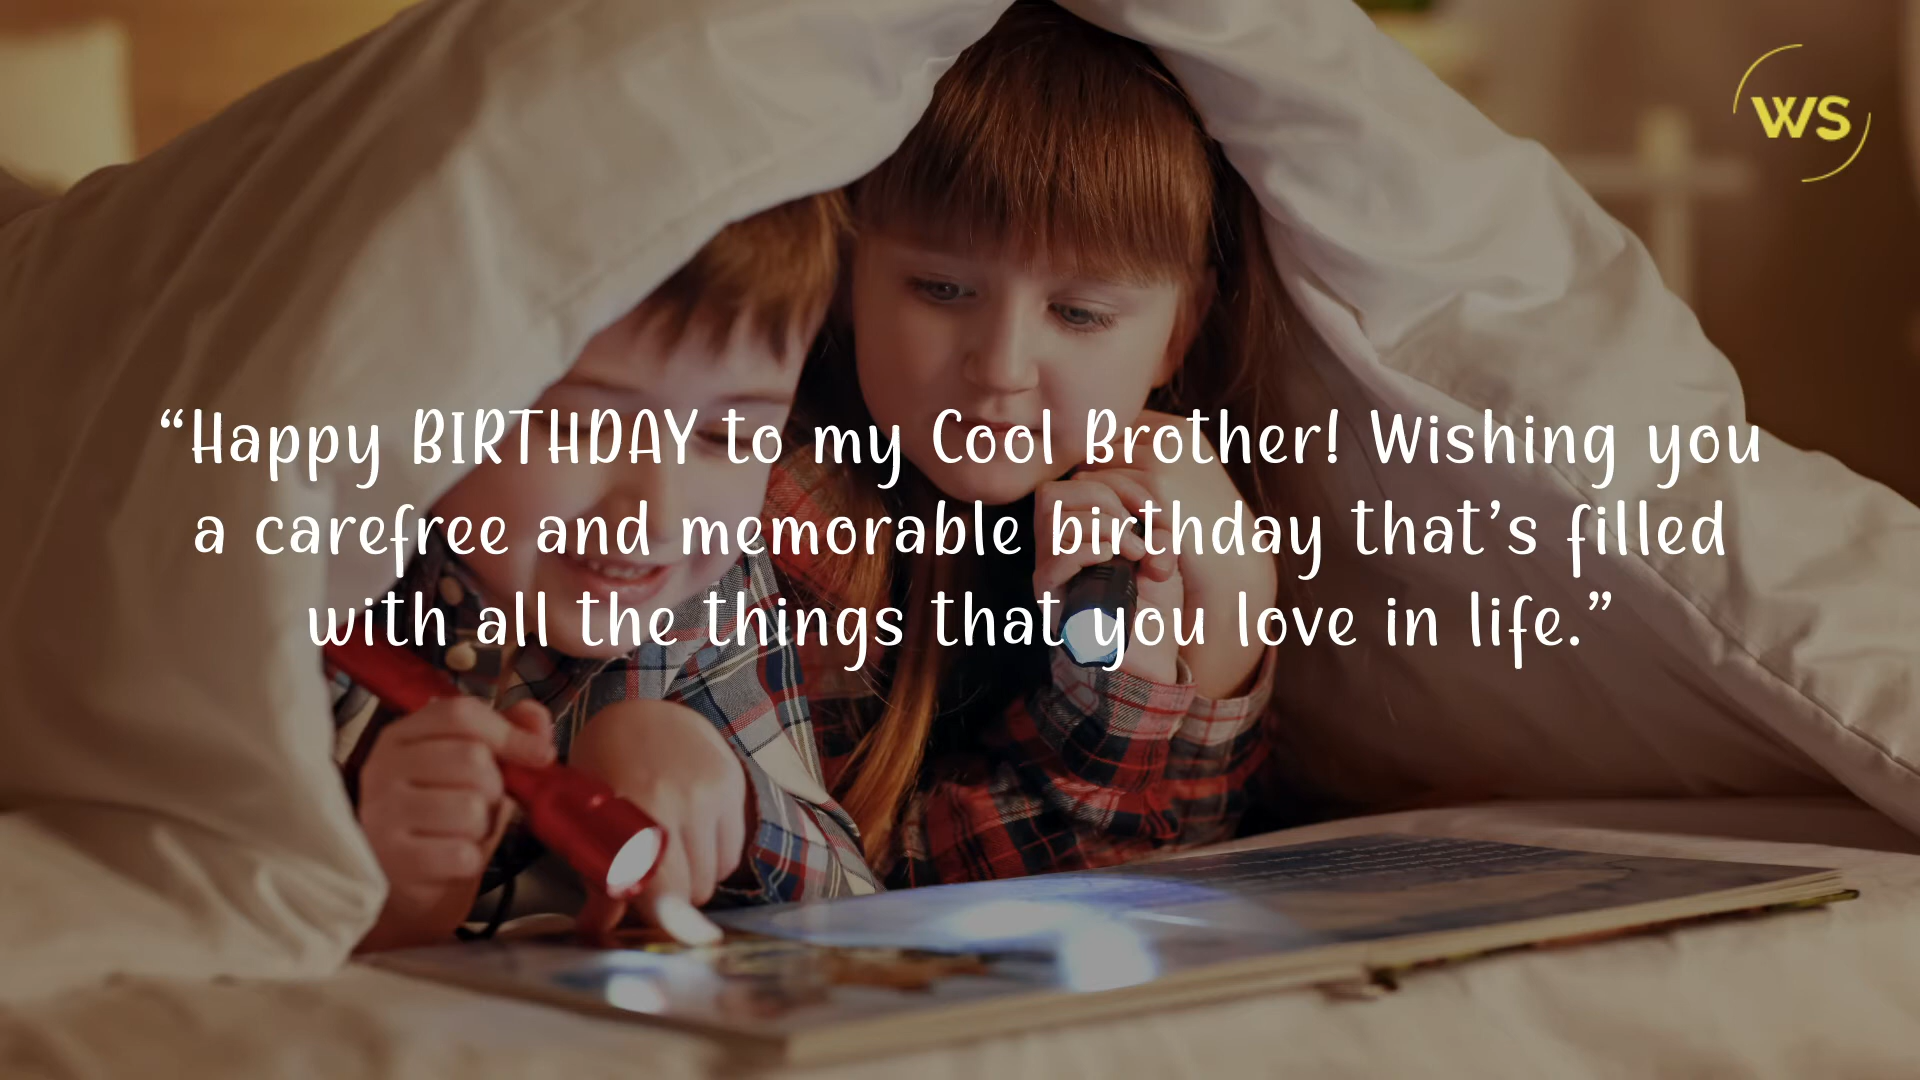 WS
“Happy BIRTHDAY to my Cool Brother! Wishing you
a carefree and memorable birthday that’s filled
with all the things that you love in life.”